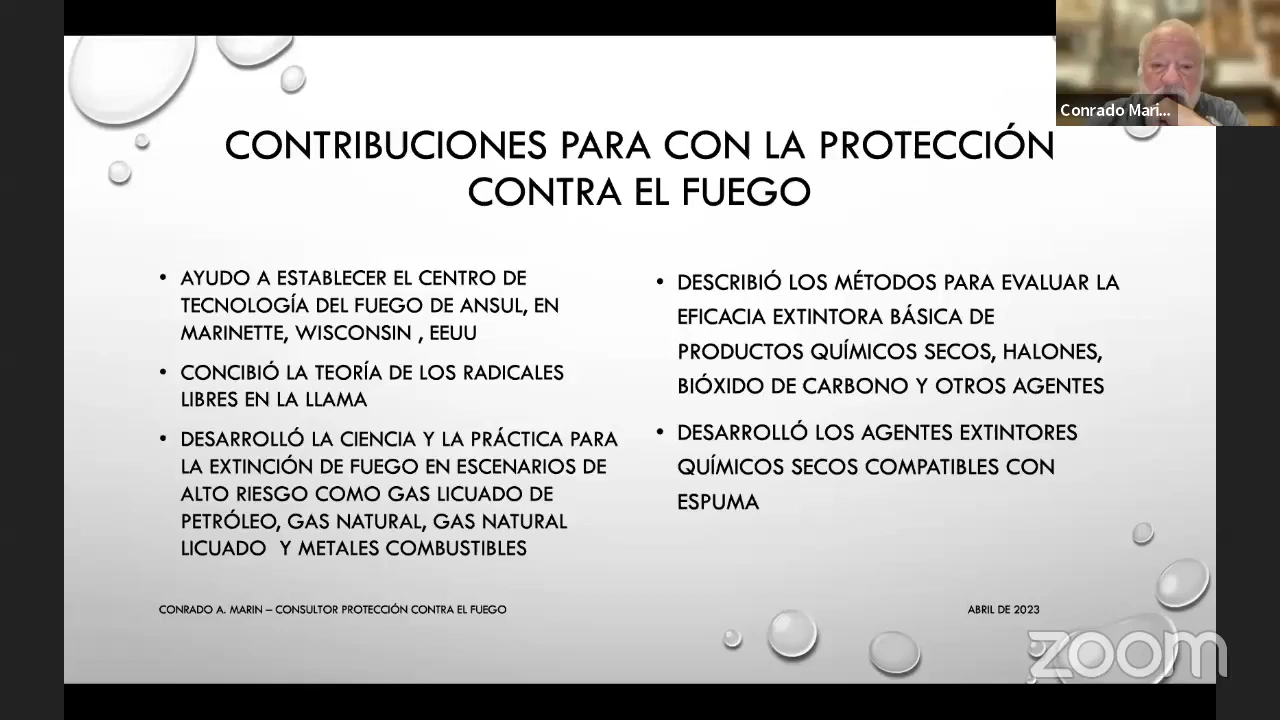 Conrado Mari...
CONTRIBUCIONES PARA CON LA PROTECCIÓN
CONTRA EL FUEGO
• AYUDO A ESTABLECER EL CENTRO DE
TECNOLOGÍA DEL FUEGO DE ANSUL, EN
MARINETTE, WISCONSIN , EEUU
• CONCIBIÓ LA TEORÍA DE LOS RADICALES
LIBRES EN LA LLAMA
• DESARROLLÓ LA CIENCIA Y LA PRÁCTICA PARA
LA EXTINCIÓN DE FUEGO EN ESCENARIOS DE
ALTO RIESGO COMO GAS LICUADO DE
PETRÓLEO, GAS NATURAL, GAS NATURAL
LICUADO Y METALES COMBUSTIBLES
• DESCRIBIÓ LOS MÉTODOS PARA EVALUAR LA
EFICACIA EXTINTORA BÁSICA DE
PRODUCTOS QUÍMICOS SECOS, HALONES,
BIÓXIDO DE CARBONO Y OTROS AGENTES
• DESARROLLÓ LOS AGENTES EXTINTORES
QUÍMICOS SECOS COMPATIBLES CON
ESPUMA
CONRADO A. MARIN – CONSULTOR PROTECCIÓN CONTRA EL FUEGO
ABRIL DE 2023
zoom